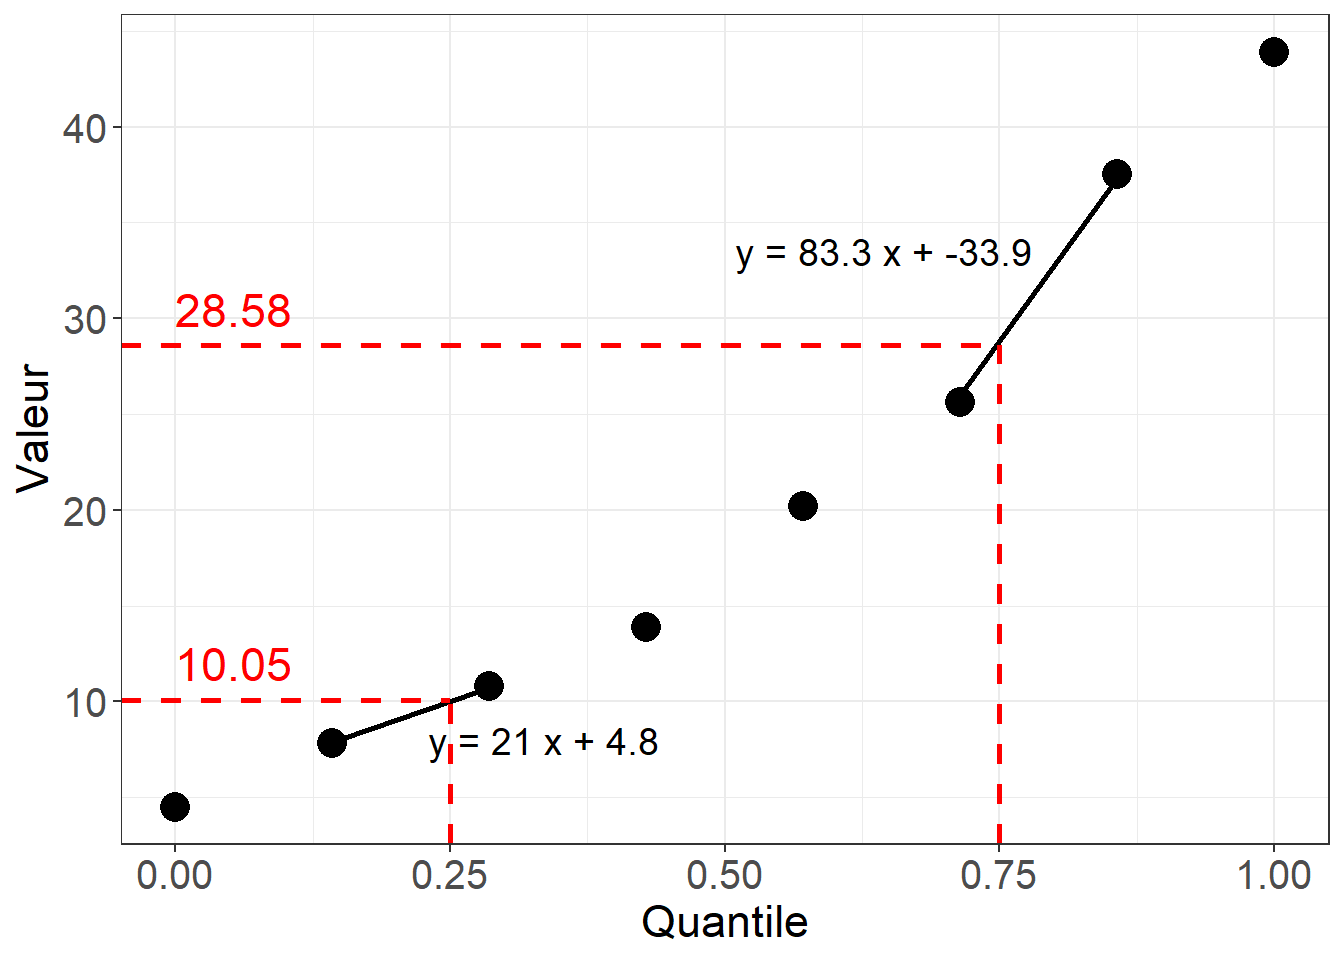 40
y = 83.3 x + -33.9
30
28.58
Valeur
20
10.05
10
y = 21 x + 4.8
0.00 0.25 0.50 0.75 1.00
Quantile